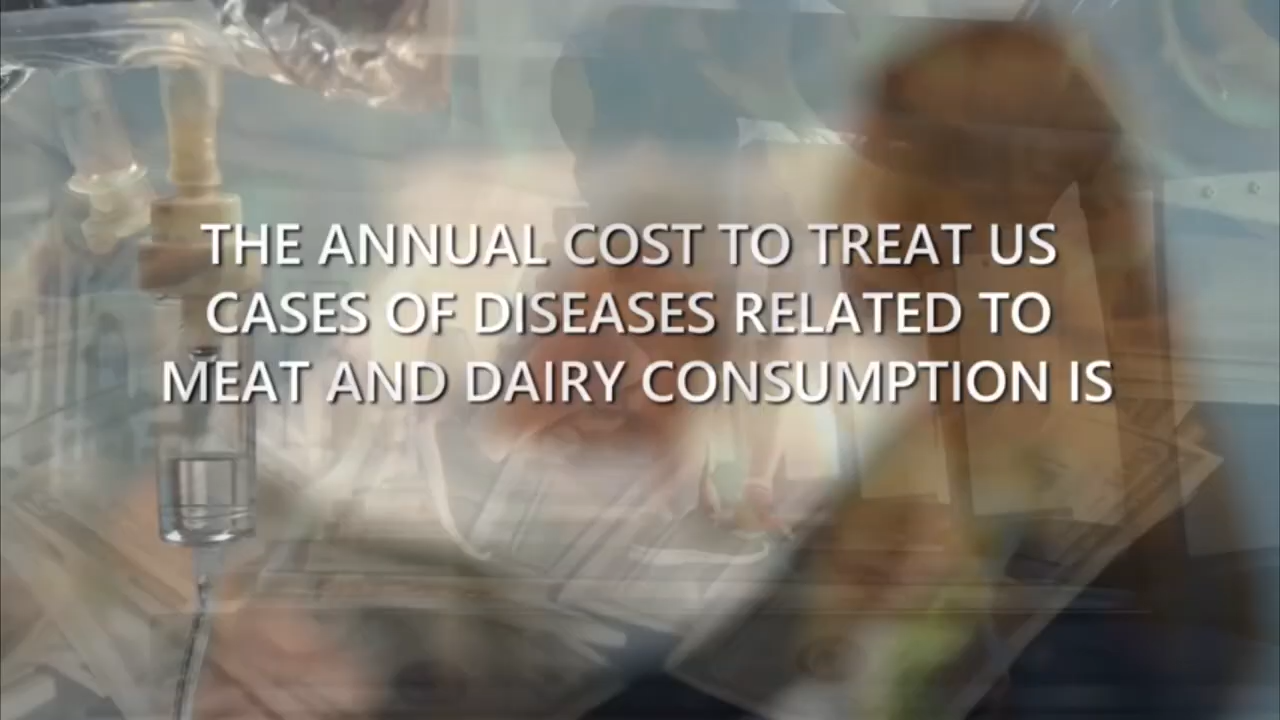 THE ANNUAL COST TO TREAT US
CASES OF DISEASES RELATED TO
MEAT AND DAIRY CONSUMPTION IS